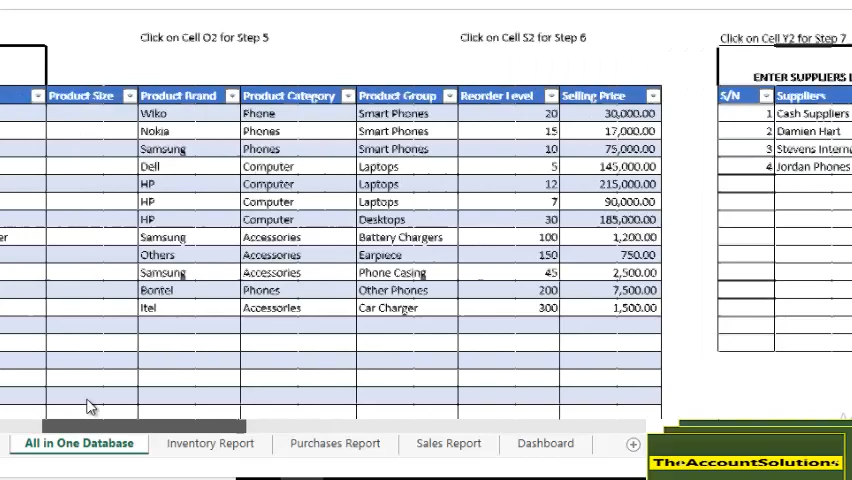 Click on Cell O2 for Step 5 Click on Cell S2 for Step 6 Click on Cell Y2 for Step 7
ENTER SUPPLIERS
Product Size Product Brand Product Category Product Group Reorder Level Selling Price S/N Suppliers
Wiko Phone Smart Phones 20 30,000.00 1 Cash Suppliers
Nokia Phones Smart Phones 15 17,000.00 2 Damien Hart
Samsung Phones Smart Phones 10 75,000.00 3 Stevens Intern
Dell Computer Laptops 5 145,000.00 4 Jordan Phones
HP Computer Laptops 12 215,000.00
HP Computer Laptops 7 90,000.00
HP Computer Desktops 30 185,000.00
er Samsung Accessories Battery Chargers 100 1,200.00
Others Accessories Earpiece 150 750.00
Samsung Accessories Phone Casing 45 2,500.00
Bontel Phones Other Phones 200 7,500.00
Itel Accessories Car Charger 300 1,500.00
All in One Database Inventory Report Purchases Report Sales Report Dashboard
TheAccountSolutions